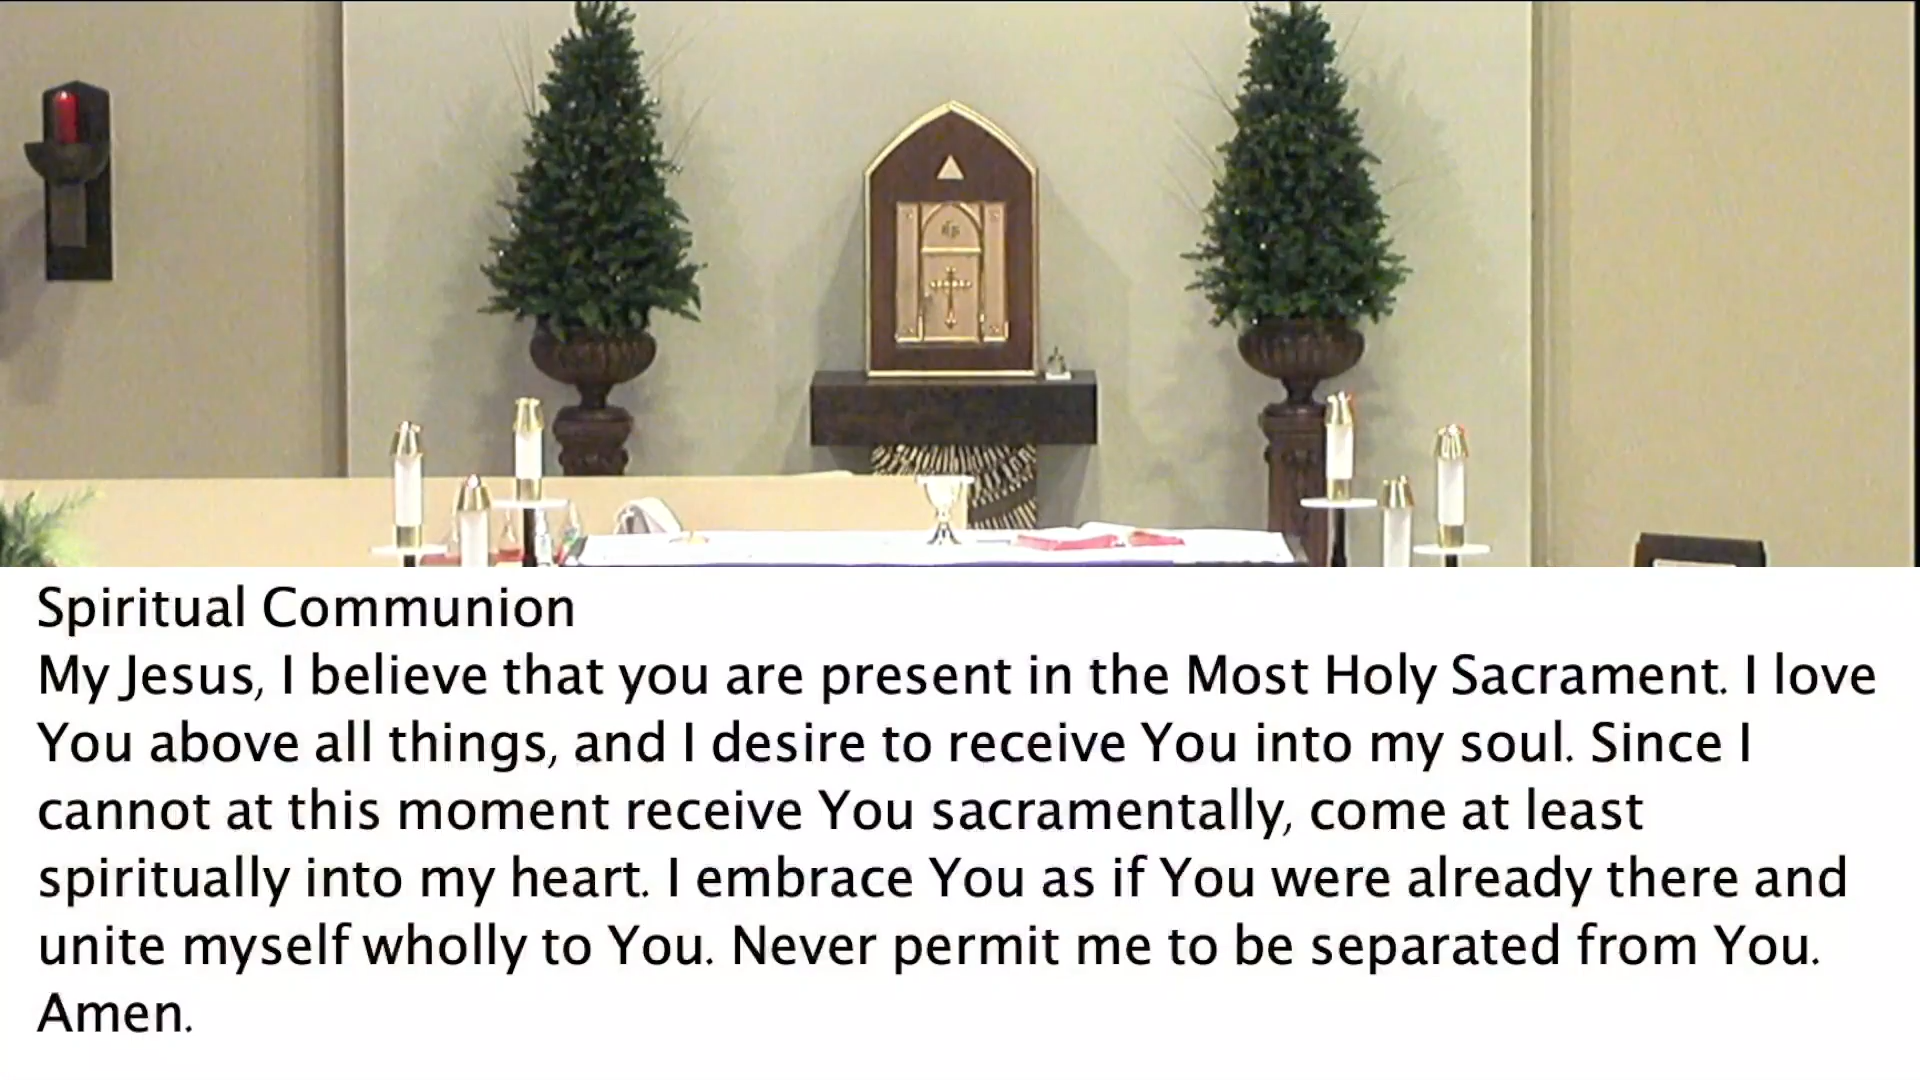 Spiritual Communion
My Jesus, I believe that you are present in the Most Holy Sacrament. I love
You above all things, and I desire to receive You into my soul. Since I
cannot at this moment receive You sacramentally, come at least
spiritually into my heart. I embrace You as if You were already there and
unite myself wholly to You. Never permit me to be separated from You.
Amen.